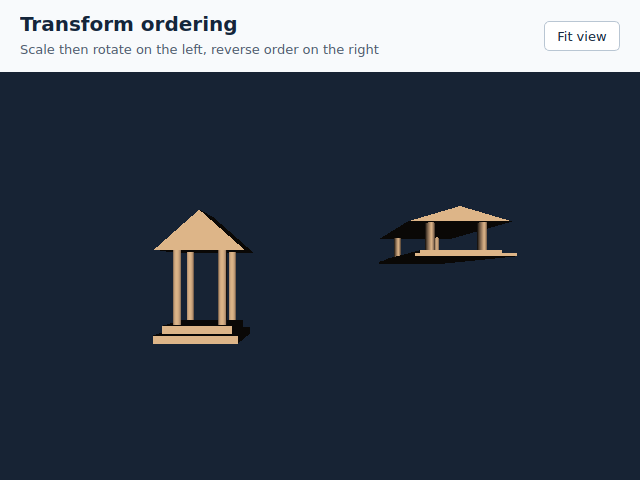 Transform ordering
Scale then rotate on the left, reverse order on the right
Fit view